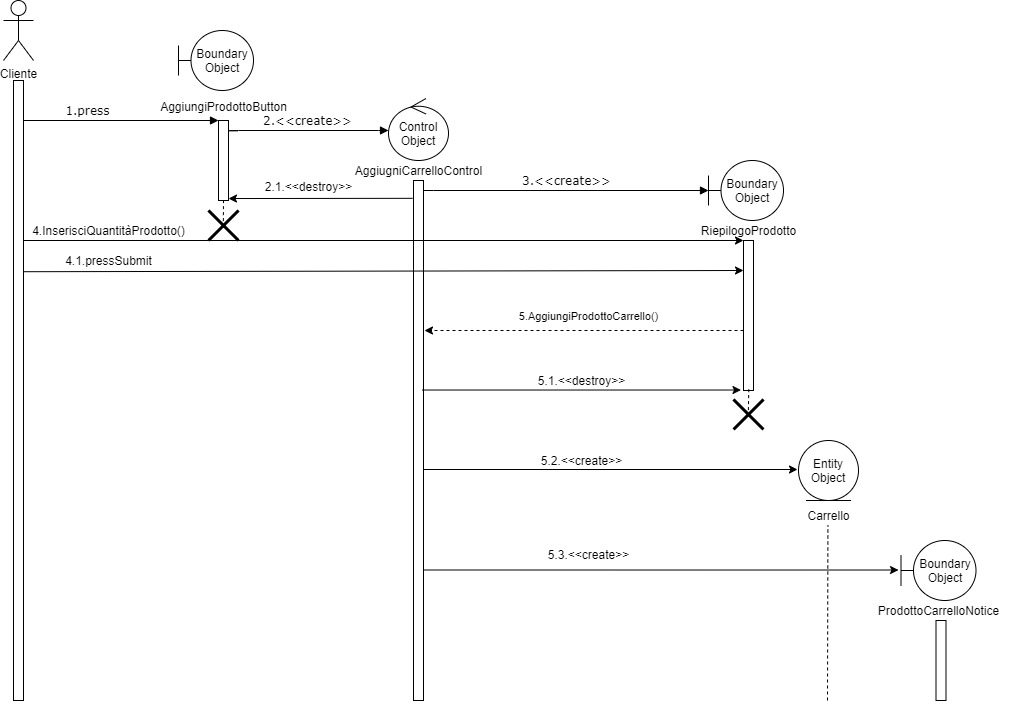 Cliente
Boundary
Object
AggiungiProdottoButton
1.press
2.<<create>>
Control
Object
AggiugniCarrelloControl
2.1.<<destroy>>
3.<<create>>
Boundary
Object
RiepilogoProdotto
4.InserisciQuantitàProdotto()
4.1.pressSubmit
5.AggiungiProdottoCarrello()
5.1.<<destroy>>
5.2.<<create>>
Entity
Object
Carrello
5.3.<<create>>
Boundary
Object
ProdottoCarrelloNotice